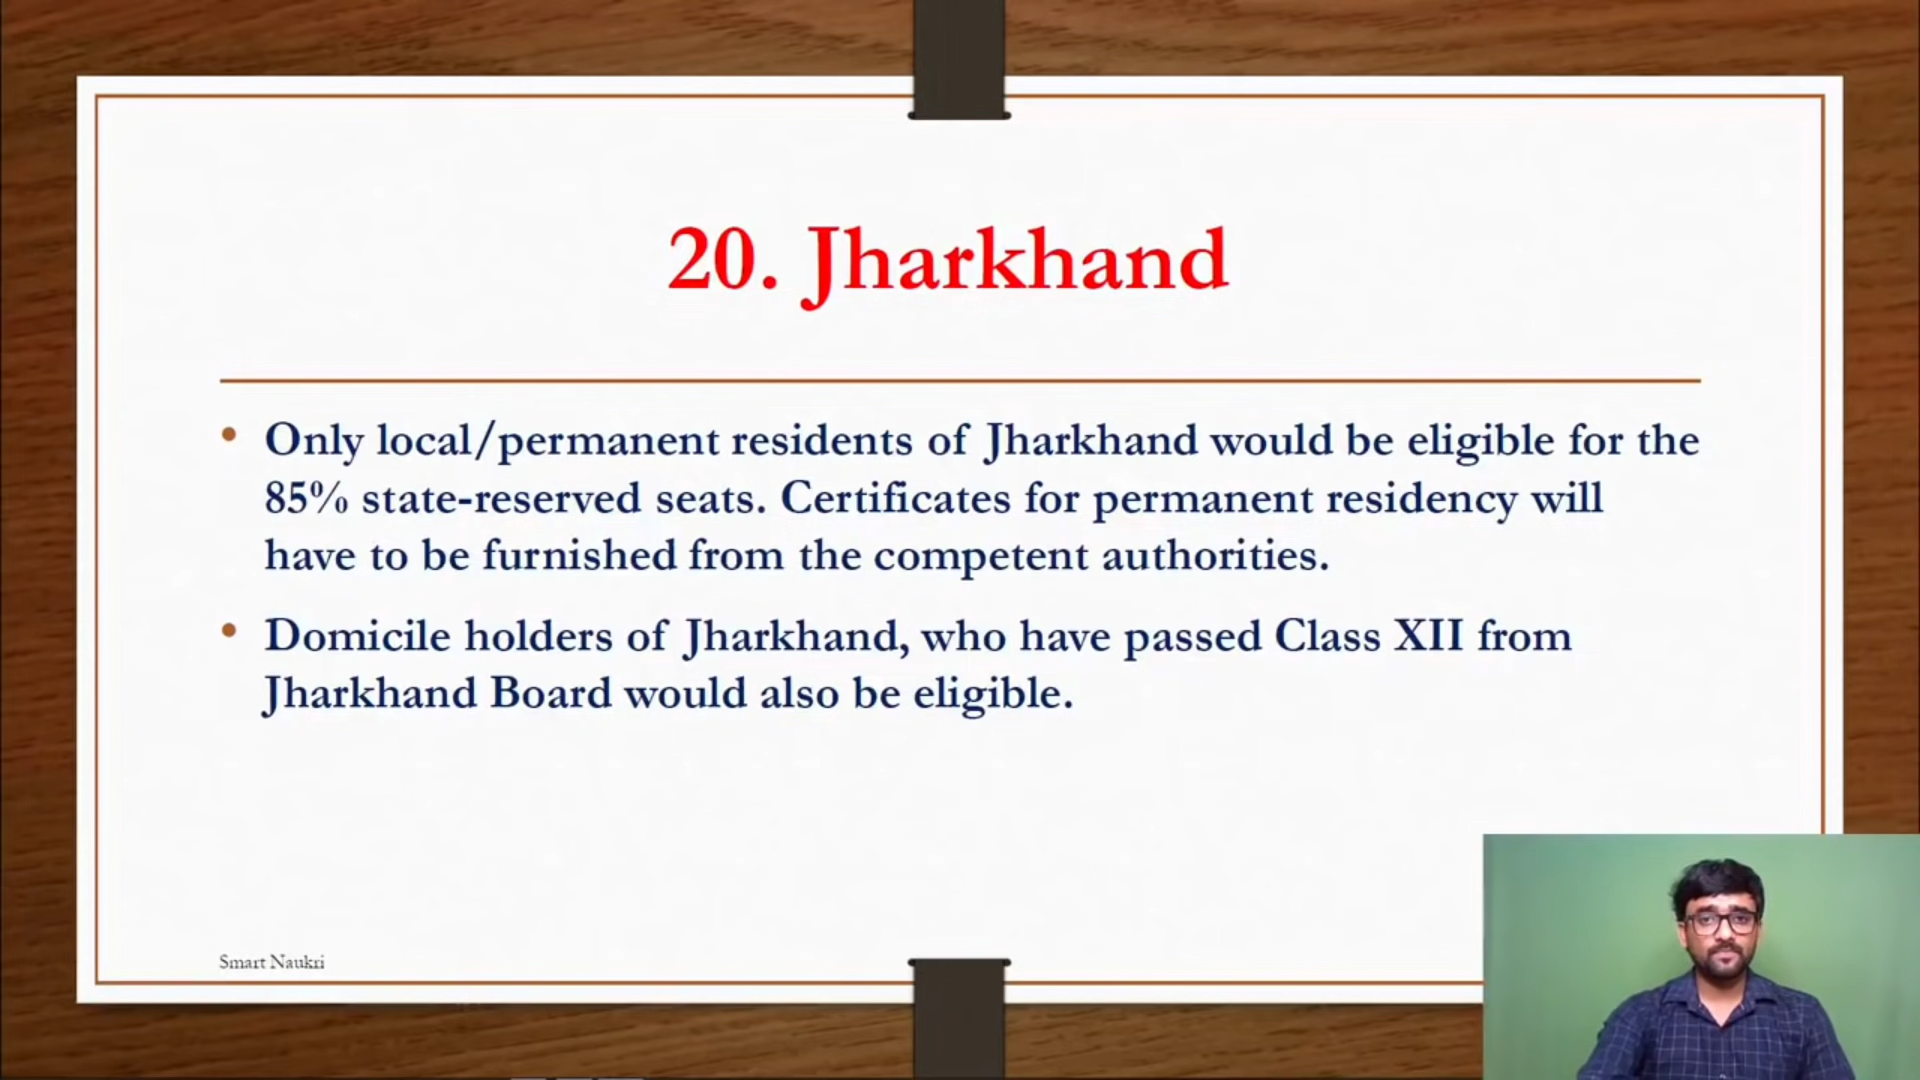 20. Jharkhand
• Only local/permanent residents of Jharkhand would be eligible for the
85% state-reserved seats. Certificates for permanent residency will
have to be furnished from the competent authorities.
• Domicile holders of Jharkhand, who have passed Class XII from
Jharkhand Board would also be eligible.
Smart Naukri